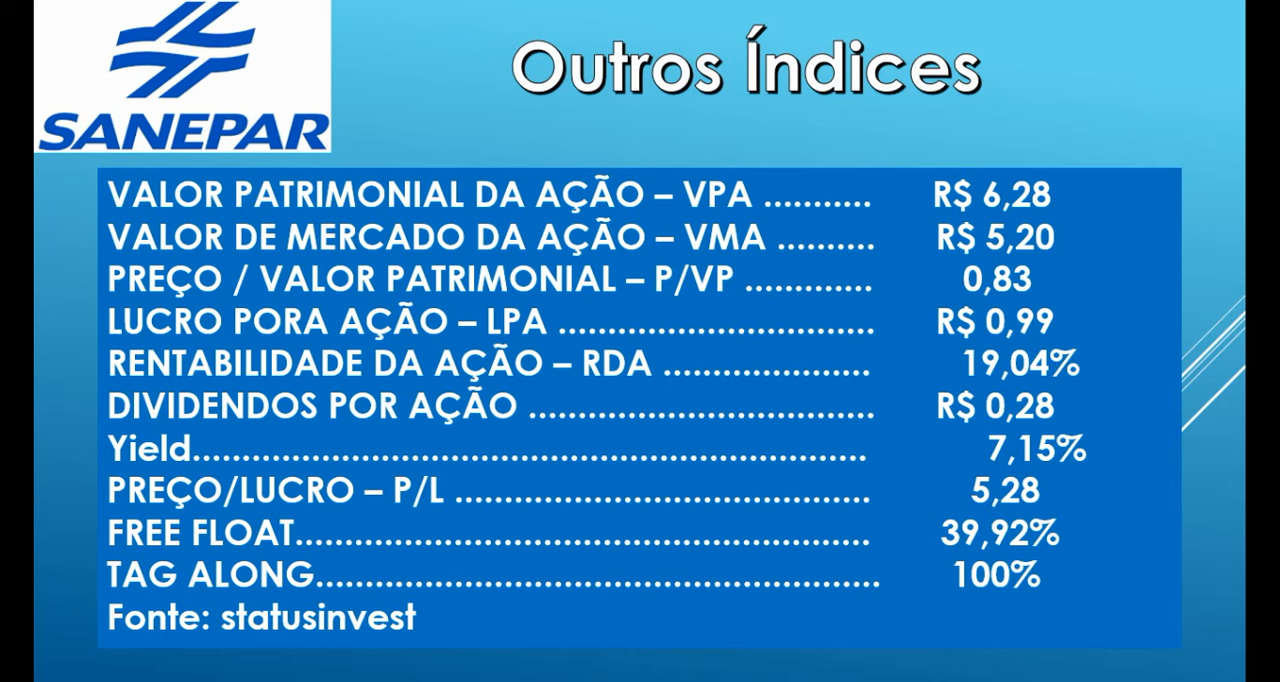 SANEPAR
Outros Índices
VALOR PATRIMONIAL DA AÇÃO – VPA ........... R$ 6,28
VALOR DE MERCADO DA AÇÃO – VMA .......... R$ 5,20
PREÇO / VALOR PATRIMONIAL – P/VP ............. 0,83
LUCRO PORA AÇÃO – LPA ................................ R$ 0,99
RENTABILIDADE DA AÇÃO – RDA ..................... 19,04%
DIVIDENDOS POR AÇÃO ................................... R$ 0,28
Yield.................................................................... 7,15%
PREÇO/LUCRO – P/L .......................................... 5,28
FREE FLOAT.......................................................... 39,92%
TAG ALONG......................................................... 100%
Fonte: statusinvest